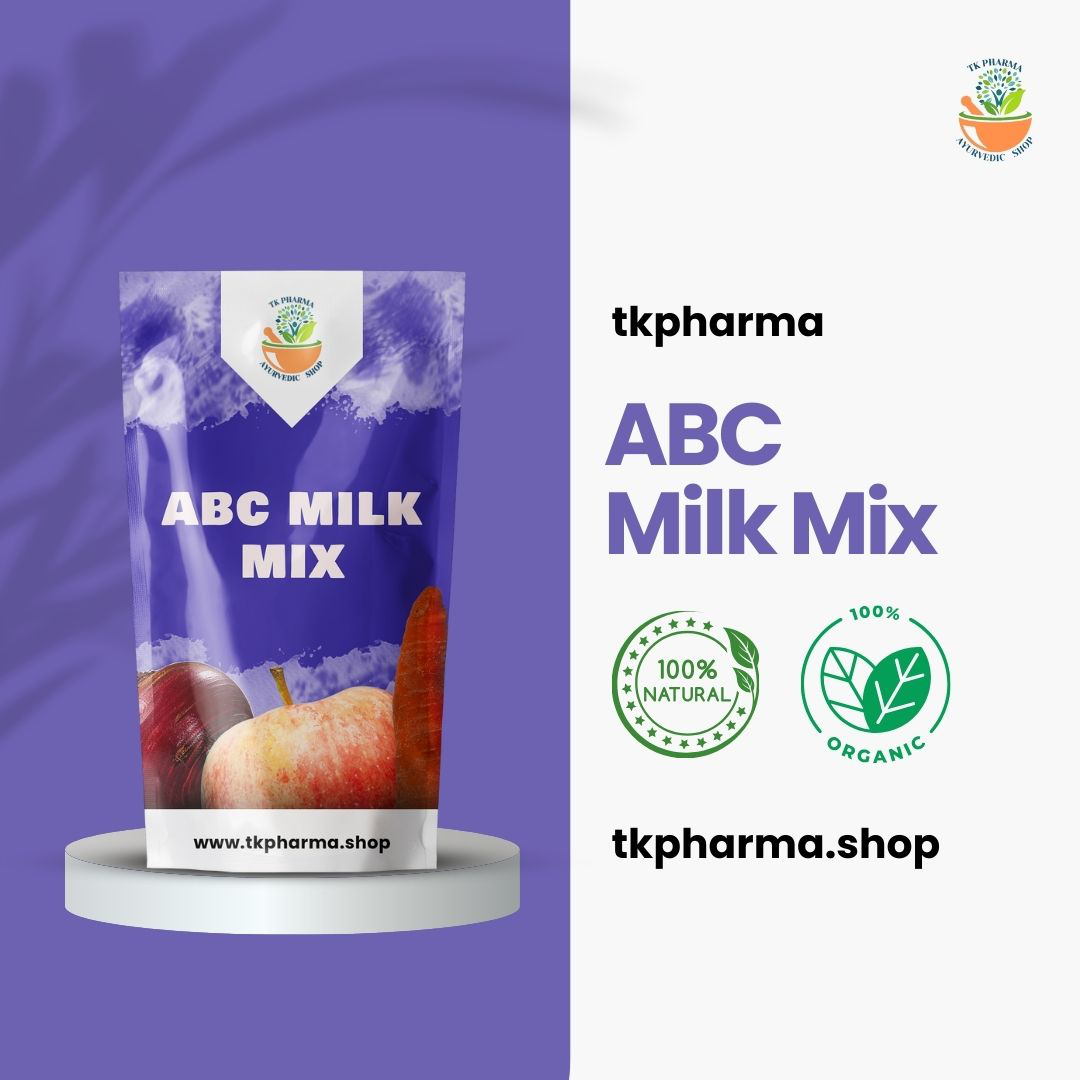 TK PHARMA
AYURVEDIC SHOP
TK PHARMA
AYURVEDIC SHOP
ABC MILK
MIX
www.tkpharma.shop
tkpharma
ABC
Milk Mix
100%
NATURAL
100%
ORGANIC
tkpharma.shop